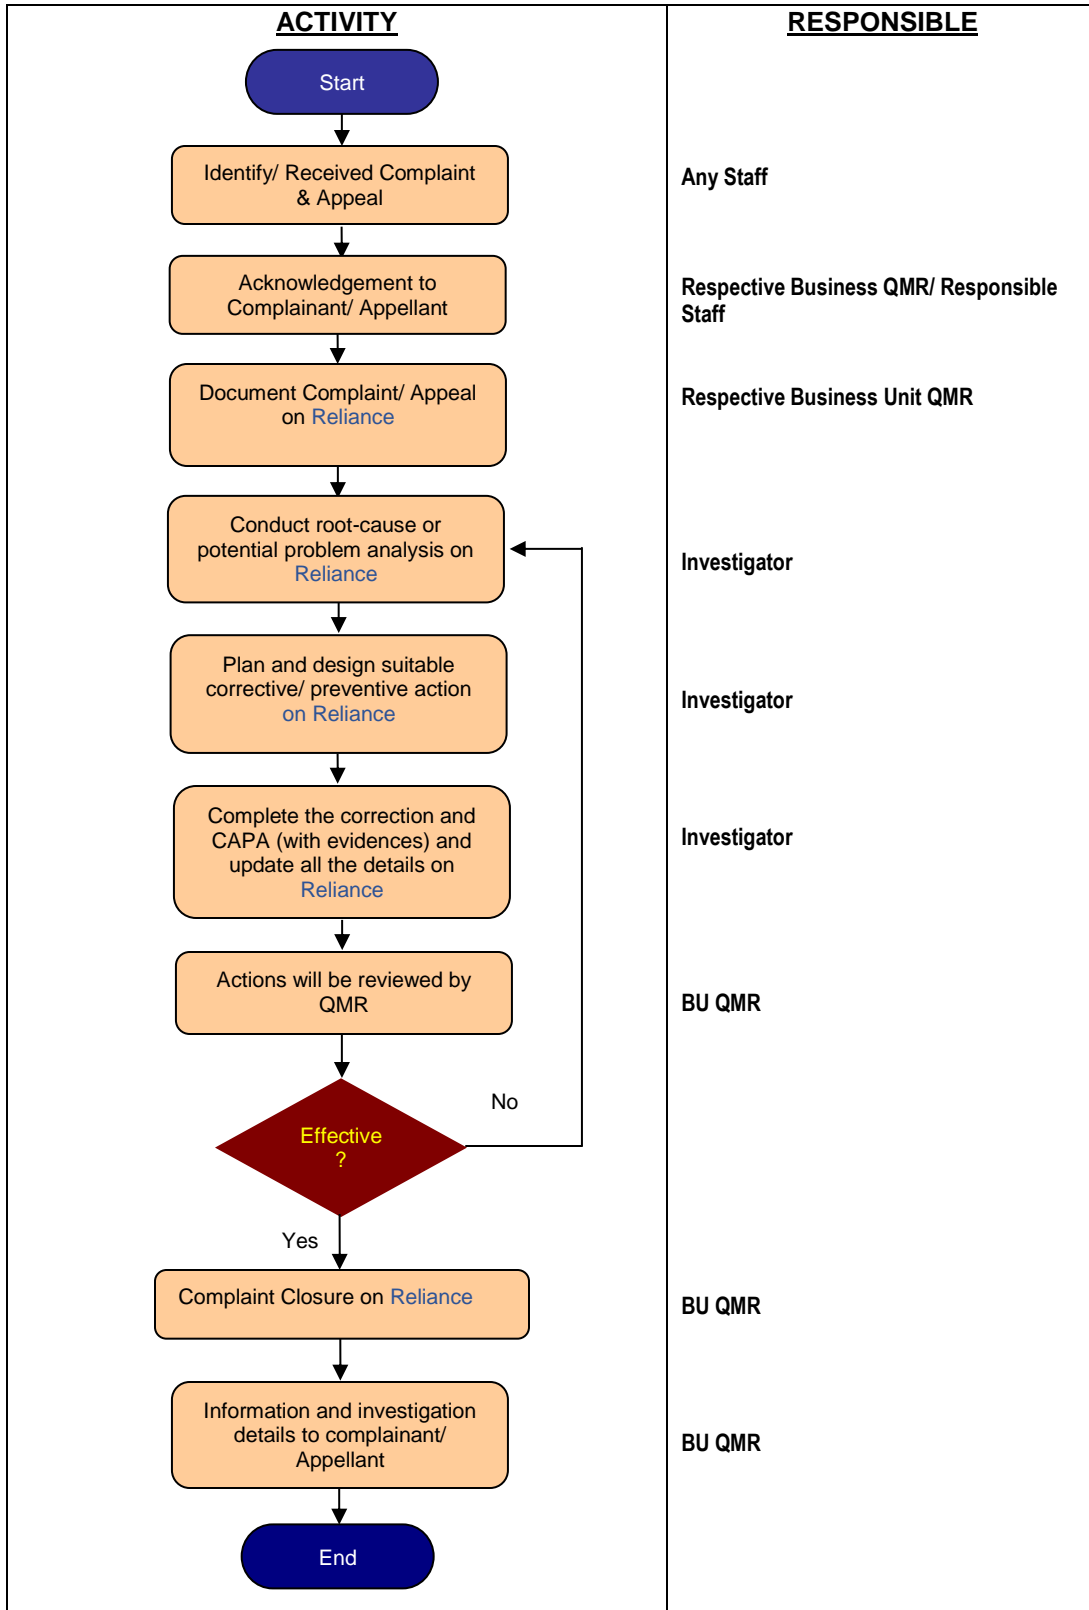 ACTIVITY
RESPONSIBLE
Start
Identify/ Received Complaint
& Appeal
Any Staff
Acknowledgement to
Complainant/ Appellant
Respective Business QMR/ Responsible
Staff
Document Complaint/ Appeal
on Reliance
Respective Business Unit QMR
Conduct root-cause or
potential problem analysis on
Reliance
Investigator
Plan and design suitable
corrective/ preventive action
on Reliance
Investigator
Complete the correction and
CAPA (with evidences) and
update all the details on
Reliance
Investigator
Actions will be reviewed by
QMR
BU QMR
No
Effective
?
Yes
Complaint Closure on Reliance
BU QMR
Information and investigation
details to complainant/
Appellant
BU QMR
End